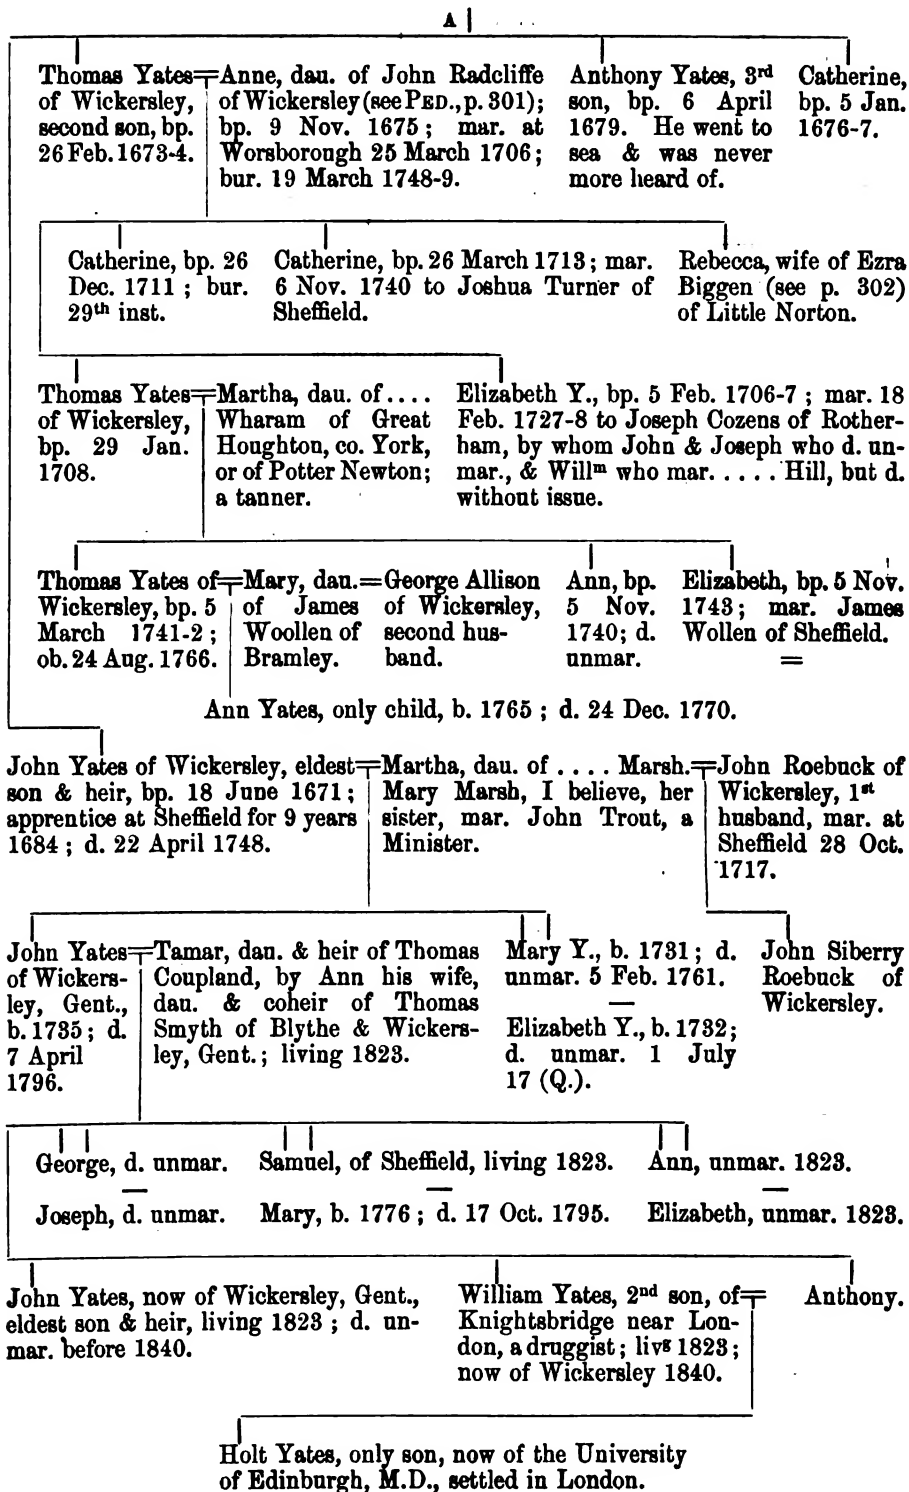 A
Thomas Yates
of Wickersley,
second son, bp.
26 Feb. 1673-4.
Anne, dau. of John Radcliffe
of Wickersley (see PED., p. 301);
bp. 9 Nov. 1675; mar. at
Worsborough 25 March 1706;
bur. 19 March 1748-9.
Anthony Yates, 3rd
son, bp. 6 April
1679. He went to
sea & was never
more heard of.
Catherine,
bp. 5 Jan.
1676-7.
Catherine, bp. 26
Dec. 1711; bur.
29th inst.
Catherine, bp. 26 March 1713; mar.
6 Nov. 1740 to Joshua Turner of
Sheffield.
Rebecca, wife of Ezra
Biggen (see p. 302)
of Little Norton.
Thomas Yates
of Wickersley,
bp. 29 Jan.
1708.
Martha, dau. of....
Wharam of Great
Houghton, co. York,
or of Potter Newton;
a tanner.
Elizabeth Y., bp. 5 Feb. 1706-7; mar. 18
Feb. 1727-8 to Joseph Cozens of Rother-
ham, by whom John & Joseph who d. un-
mar., & Willm who mar. ..... Hill, but d.
without issue.
Thomas Yates of
Wickersley, bp. 5
March 1741-2;
ob. 24 Aug. 1766.
Mary, dau.
of James
Woollen of
Bramley.
=George Allison
of Wickersley,
second hus-
band.
Ann, bp.
5 Nov.
1740; d.
unmar.
Elizabeth, bp. 5 Nov.
1743; mar. James
Wollen of Sheffield.
=
Ann Yates, only child, b. 1765; d. 24 Dec. 1770.
John Yates of Wickersley, eldest
son & heir, bp. 18 June 1671;
apprentice at Sheffield for 9 years
1684; d. 22 April 1748.
Martha, dau. of .... Marsh.
Mary Marsh, I believe, her
sister, mar. John Trout, a
Minister.
John Roebuck of
Wickersley, 1st
husband, mar. at
Sheffield 28 Oct.
1717.
John Yates
of Wickers-
ley, Gent.,
b. 1735; d.
7 April
1796.
Tamar, dau. & heir of Thomas
Coupland, by Ann his wife,
dau. & coheir of Thomas
Smyth of Blythe & Wickers-
ley, Gent.; living 1823.
Mary Y., b. 1731; d.
unmar. 5 Feb. 1761.
—
Elizabeth Y., b. 1732;
d. unmar. 1 July
17 (Q.).
John Siberry
Roebuck of
Wickersley.
George, d. unmar.
—
Joseph, d. unmar.
Samuel, of Sheffield, living 1823.
—
Mary, b. 1776; d. 17 Oct. 1795.
Ann, unmar. 1823.
—
Elizabeth, unmar. 1823.
John Yates, now of Wickersley, Gent.,
eldest son & heir, living 1823; d. un-
mar. before 1840.
William Yates, 2nd son, of
Knightsbridge near Lon-
don, a druggist; livg 1823;
now of Wickersley 1840.
Anthony.
Holt Yates, only son, now of the University
of Edinburgh, M.D., settled in London.